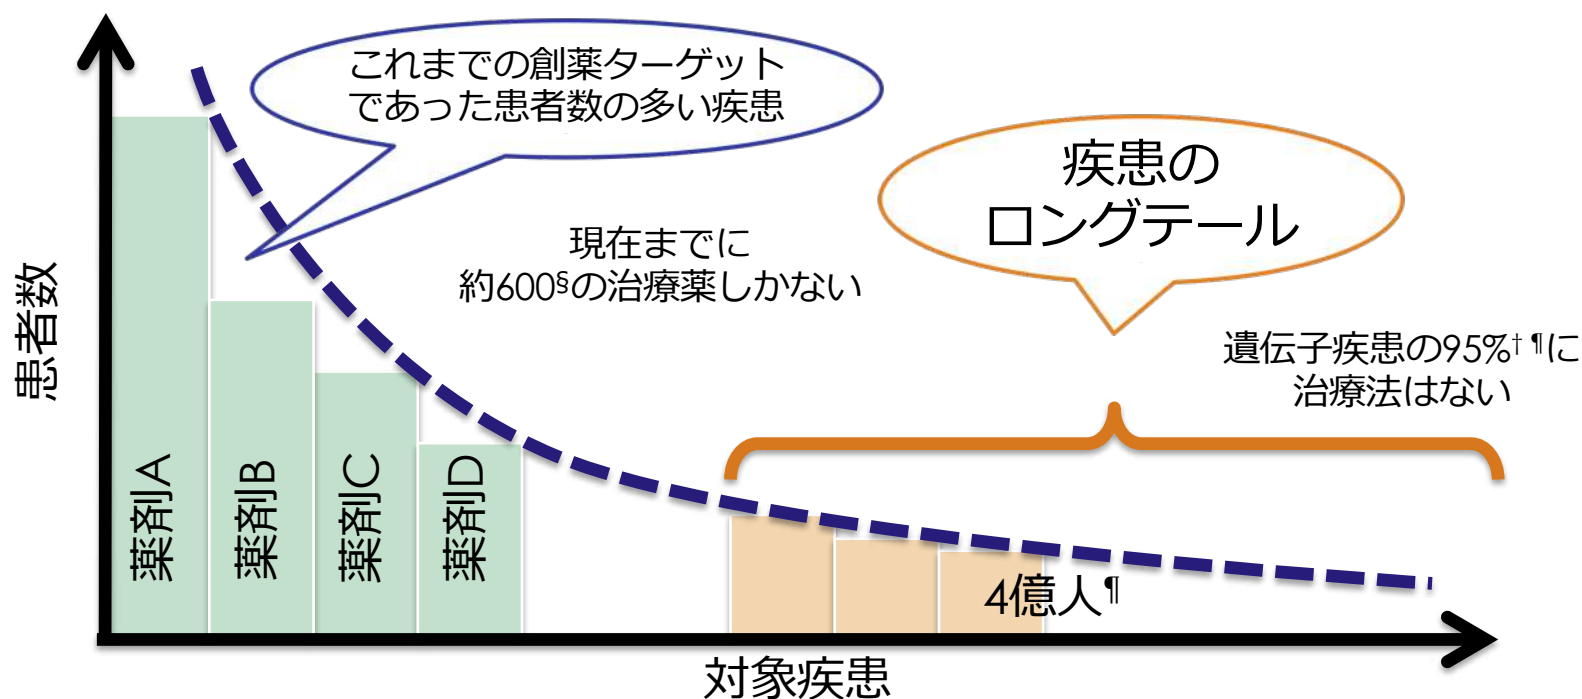 これまでの創薬ターゲット
であった患者数の多い疾患
疾患の
ロングテール
現在までに
約600§の治療薬しかない
遺伝子疾患の95%† ¶に
治療法はない
患者数
薬剤A
薬剤B
薬剤C
薬剤D
4億人¶
対象疾患